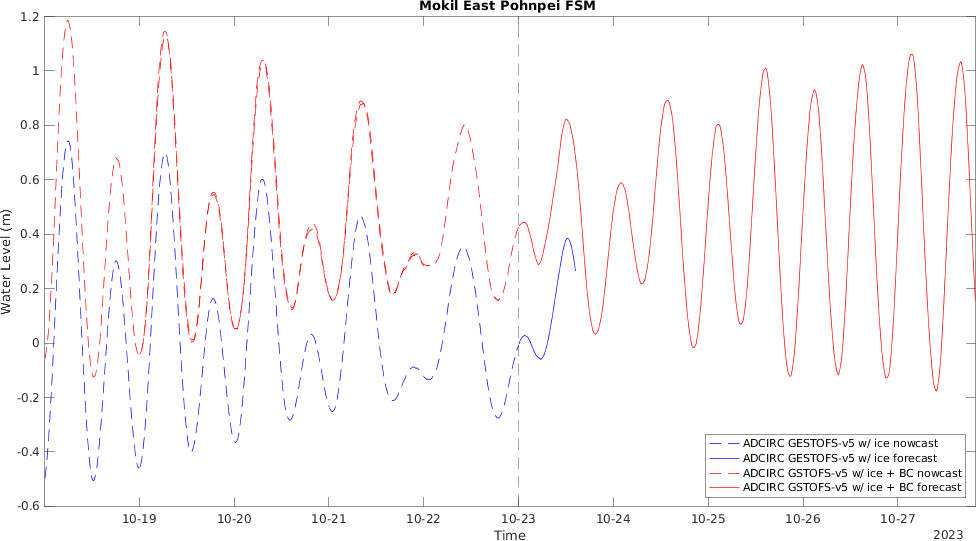 Mokil East Pohnpei FSM
1.2
1
0.8
0.6
0.4
0.2
0
-0.2
-0.4
-0.6
Water Level (m)
10-19 10-20 10-21 10-22 10-23 10-24 10-25 10-26 10-27
Time
2023
ADCIRC GESTOFS-v5 w/ ice nowcast
ADCIRC GESTOFS-v5 w/ ice forecast
ADCIRC GSTOFS-v5 w/ ice + BC nowcast
ADCIRC GSTOFS-v5 w/ ice + BC forecast